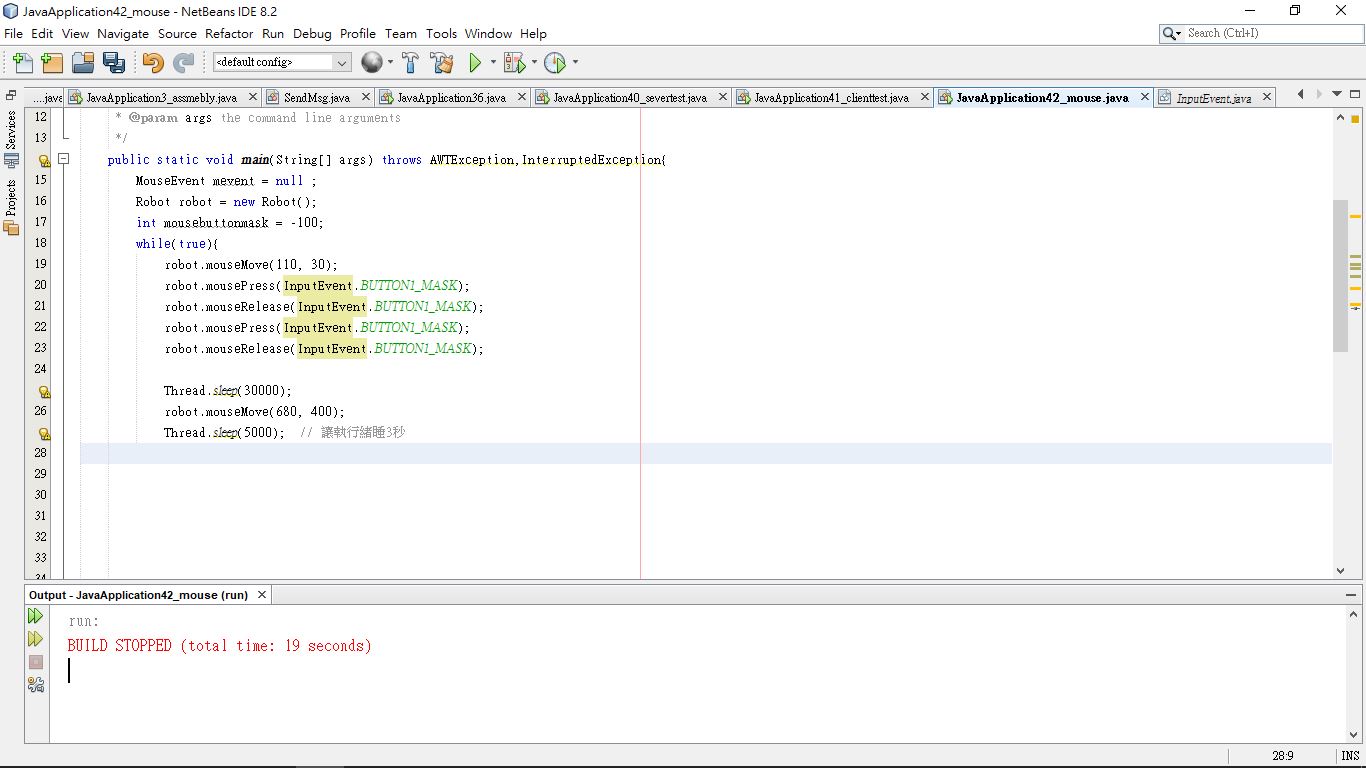 JavaApplication42_mouse - NetBeans IDE 8.2
File Edit View Navigate Source Refactor Run Debug Profile Team Tools Window Help
Search (Ctrl+I)
<default config>
....java JavaApplication3_assmebly.java SendMsg.java JavaApplication36.java JavaApplication40_severtest.java JavaApplication41_clienttest.java JavaApplication42_mouse.java InputEvent.java
Services
Projects
12 * @param args the command line arguments
13 */
public static void main(String[] args) throws AWTException,InterruptedException{
15 MouseEvent mevent = null ;
16 Robot robot = new Robot();
17 int mousebuttonmask = -100;
18 while(true){
19 robot.mouseMove(110, 30);
20 robot.mousePress(InputEvent.BUTTON1_MASK);
21 robot.mouseRelease(InputEvent.BUTTON1_MASK);
22 robot.mousePress(InputEvent.BUTTON1_MASK);
23 robot.mouseRelease(InputEvent.BUTTON1_MASK);
24
Thread.sleep(30000);
26 robot.mouseMove(680, 400);
Thread.sleep(5000); // 讓執行緒睡3秒
28
29
30
31
32
33
34
Output - JavaApplication42_mouse (run)
run:
BUILD STOPPED (total time: 19 seconds)
28:9 INS